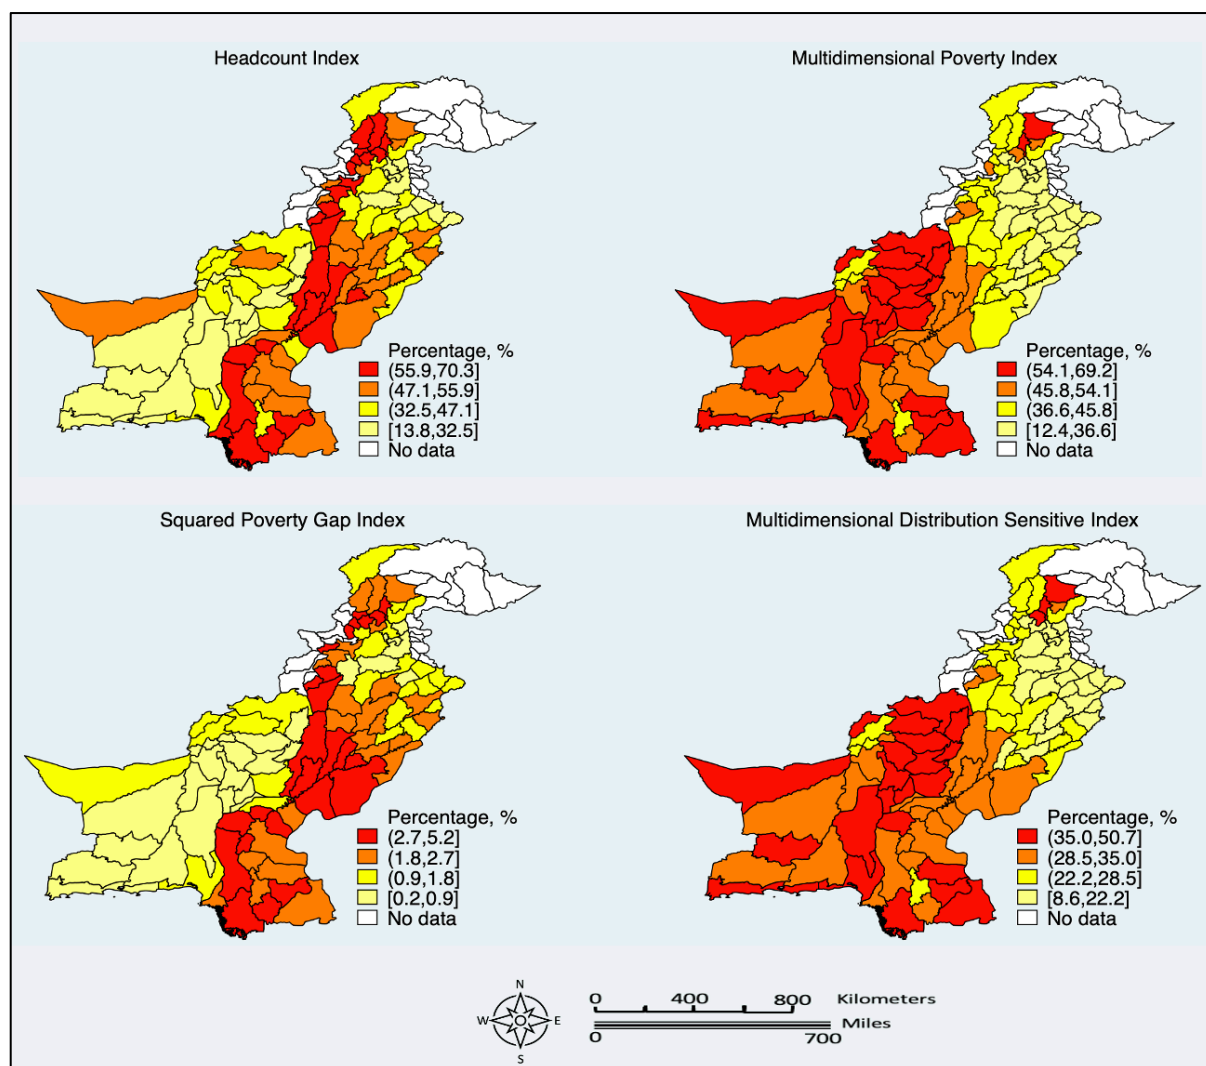 Headcount Index
Multidimensional Poverty Index
Percentage, %
(55.9,70.3]
(47.1,55.9]
(32.5,47.1]
[13.8,32.5]
No data
Percentage, %
(54.1,69.2]
(45.8,54.1]
(36.6,45.8]
[12.4,36.6]
No data
Squared Poverty Gap Index
Multidimensional Distribution Sensitive Index
Percentage, %
(2.7,5.2]
(1.8,2.7]
(0.9,1.8]
[0.2,0.9]
No data
Percentage, %
(35.0,50.7]
(28.5,35.0]
(22.2,28.5]
[8.6,22.2]
No data
N
W E
S
0 400 800 Kilometers
Miles
0 700